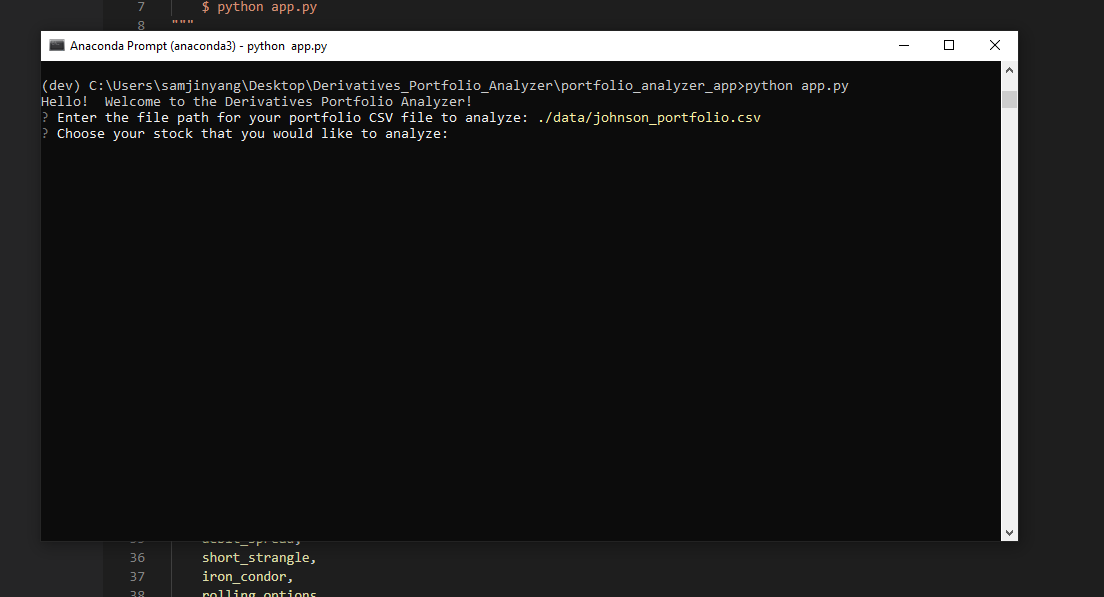 7 $ python app.py
8 """
Anaconda Prompt (anaconda3) - python app.py
(dev) C:\Users\samjinyang\Desktop\Derivatives_Portfolio_Analyzer\portfolio_analyzer_app>python app.py
Hello!  Welcome to the Derivatives Portfolio Analyzer!
? Enter the file path for your portfolio CSV file to analyze: ./data/johnson_portfolio.csv
? Choose your stock that you would like to analyze:
35 debit_spread,
36 short_strangle,
37 iron_condor,
38 rolling_options